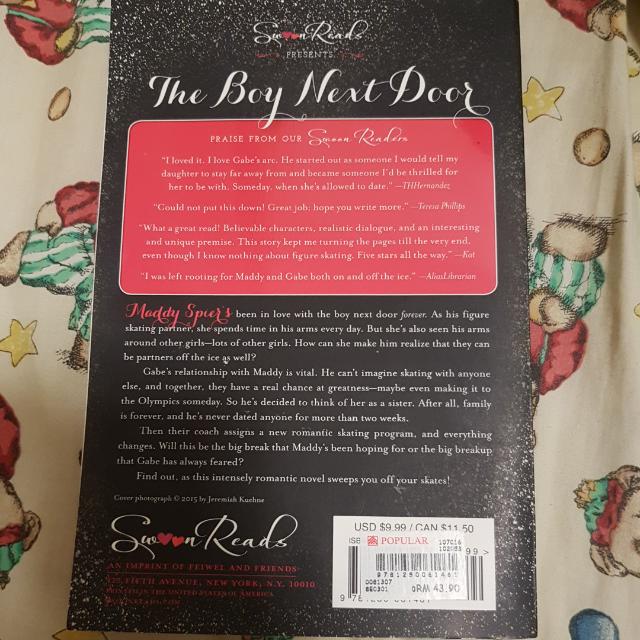 Swoon Reads
PRESENTS
The Boy Next Door
PRAISE FROM OUR Swoon Readers
"I loved it. I love Gabe's arc. He started out as someone I would tell my
daughter to stay far away from and became someone I'd be thrilled for
her to be with. Someday, when she's allowed to date." —THHernandez
"Could not put this down! Great job; hope you write more." —Teresa Phillips
"What a great read! Believable characters, realistic dialogue, and an interesting
and unique premise. This story kept me turning the pages till the very end,
even though I know nothing about figure skating. Five stars all the way." —Kat
"I was left rooting for Maddy and Gabe both on and off the ice." —AliasLibrarian
Maddy Spier's been in love with the boy next door forever. As his figure
skating partner, she spends time in his arms every day. But she's also seen his arms
around other girls—lots of other girls. How can she make him realize that they can
be partners off the ice as well?
Gabe's relationship with Maddy is vital. He can't imagine skating with anyone
else, and together, they have a real chance at greatness—maybe even making it to
the Olympics someday. So he's decided to think of her as a sister. After all, family
is forever, and he's never dated anyone for more than two weeks.
Then their coach assigns a new romantic skating program, and everything
changes. Will this be the big break that Maddy's been hoping for or the big breakup
that Gabe has always feared?
Find out, as this intensely romantic novel sweeps you off your skates!
Cover photograph © 2015 by Jeremiah Kuehne
Swoon Reads
AN IMPRINT OF FEIWEL AND FRIENDS
175 FIFTH AVENUE, NEW YORK, N.Y. 10010
PRINTED IN THE UNITED STATES OF AMERICA
USD $9.99 / CAN $11.50
ISB
POPULAR
107016
102053
99 >
9781250061461
0081307
RM 43.90